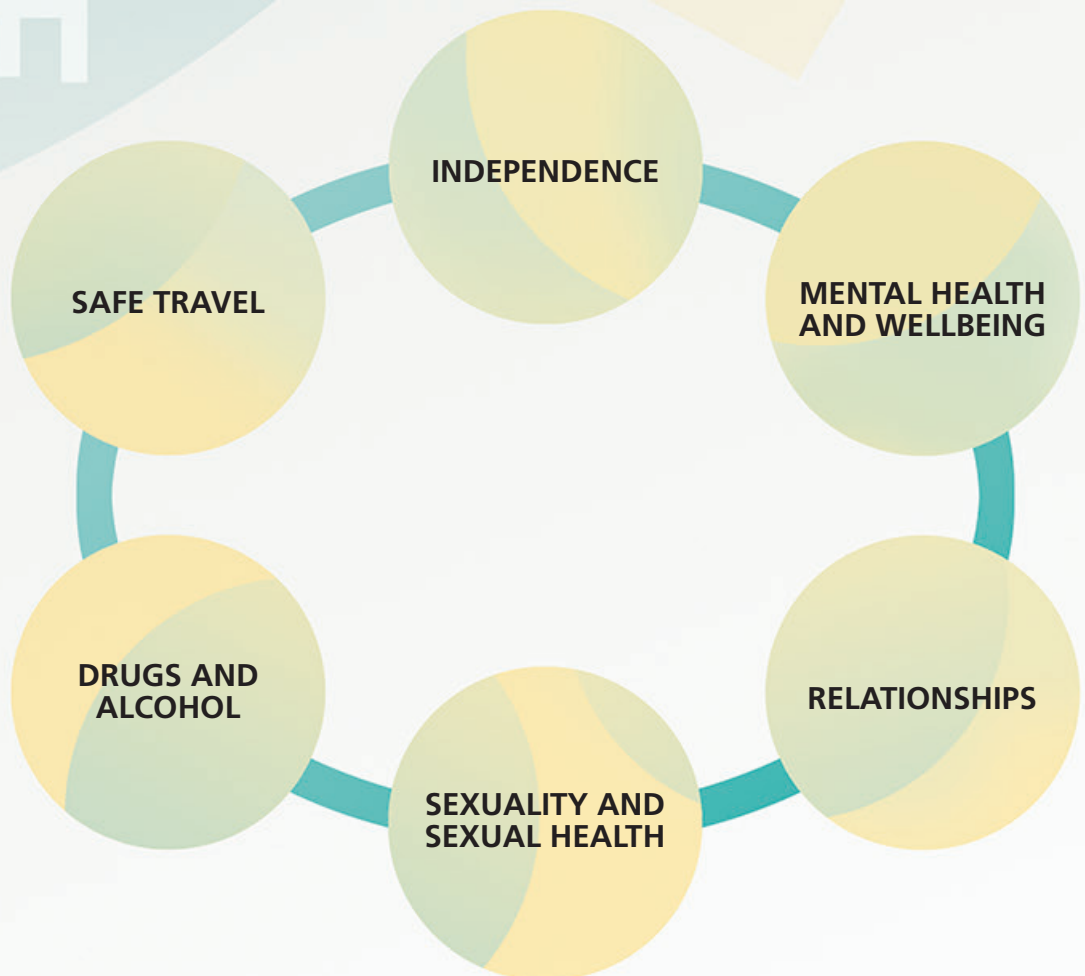 INDEPENDENCE
MENTAL HEALTH
AND WELLBEING
RELATIONSHIPS
SEXUALITY AND
SEXUAL HEALTH
DRUGS AND
ALCOHOL
SAFE TRAVEL